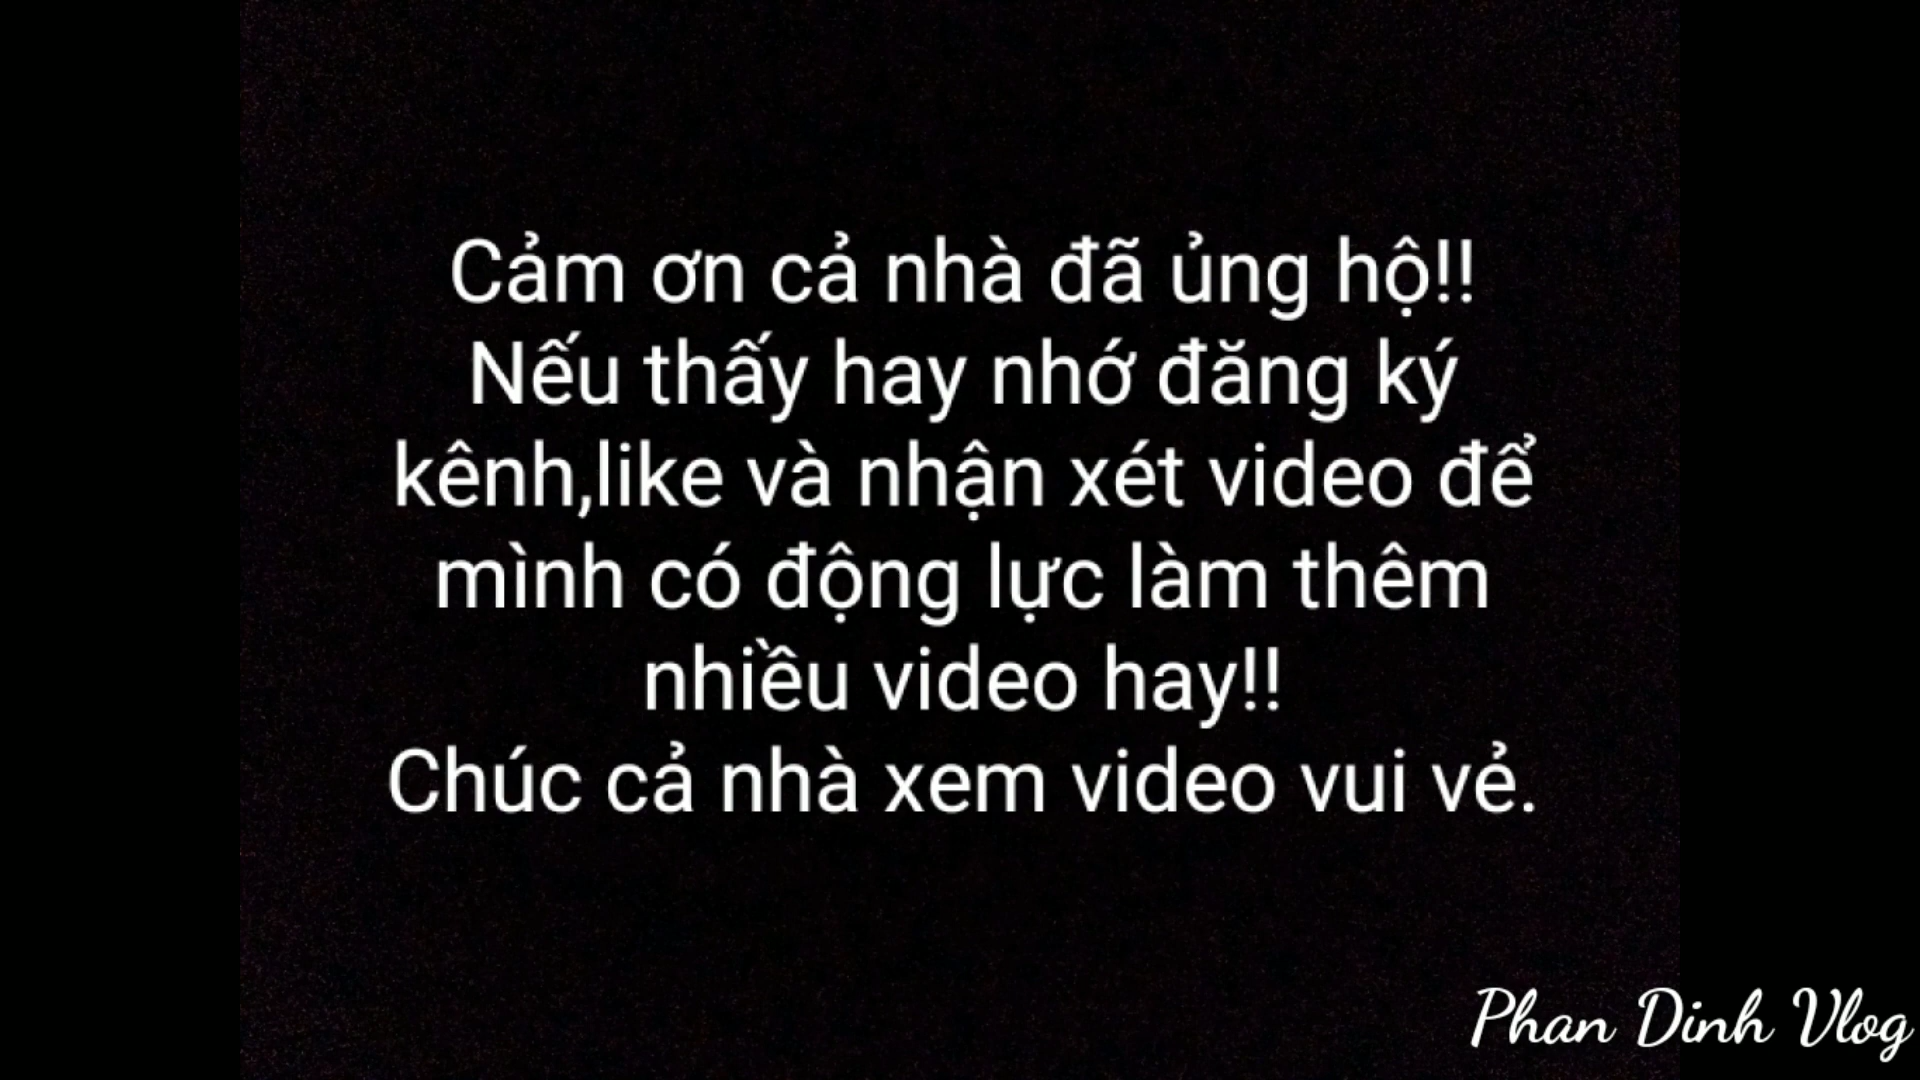 Cảm ơn cả nhà đã ủng hộ!!
Nếu thấy hay nhớ đăng ký
kênh,like và nhận xét video để
mình có động lực làm thêm
nhiều video hay!!
Chúc cả nhà xem video vui vẻ.
Phan Dinh Vlog